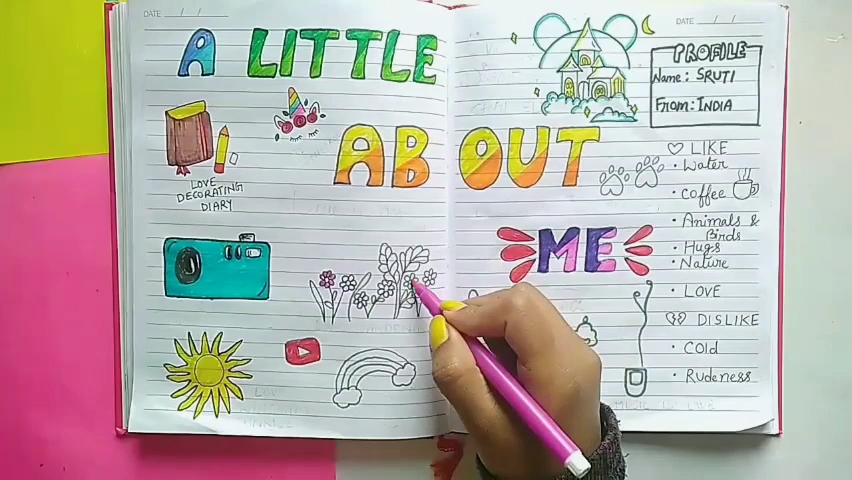 DATE / /
DATE / /
A LITTLE
ABOUT
ME
LOVE
DECORATING
DIARY
PROFILE
Name: SRUTI
From: INDIA
LIKE
• Water
• Coffee
• Animals &
Birds
• Hugs
• Nature
• LOVE
DISLIKE
• Cold
• Rudeness